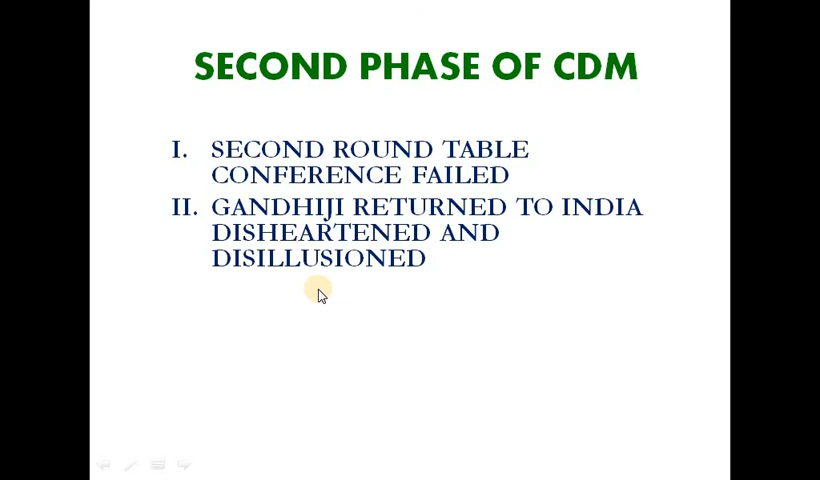 SECOND PHASE OF CDM
I. SECOND ROUND TABLE
CONFERENCE FAILED
II. GANDHIJI RETURNED TO INDIA
DISHEARTENED AND
DISILLUSIONED